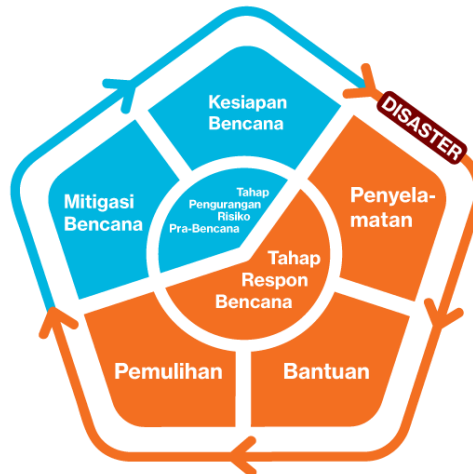 Kesiapan
Bencana
DISASTER
Mitigasi
Bencana
Tahap
Pengurangan
Risiko
Pra-Bencana
Penyela-
matan
Tahap
Respon
Bencana
Pemulihan
Bantuan